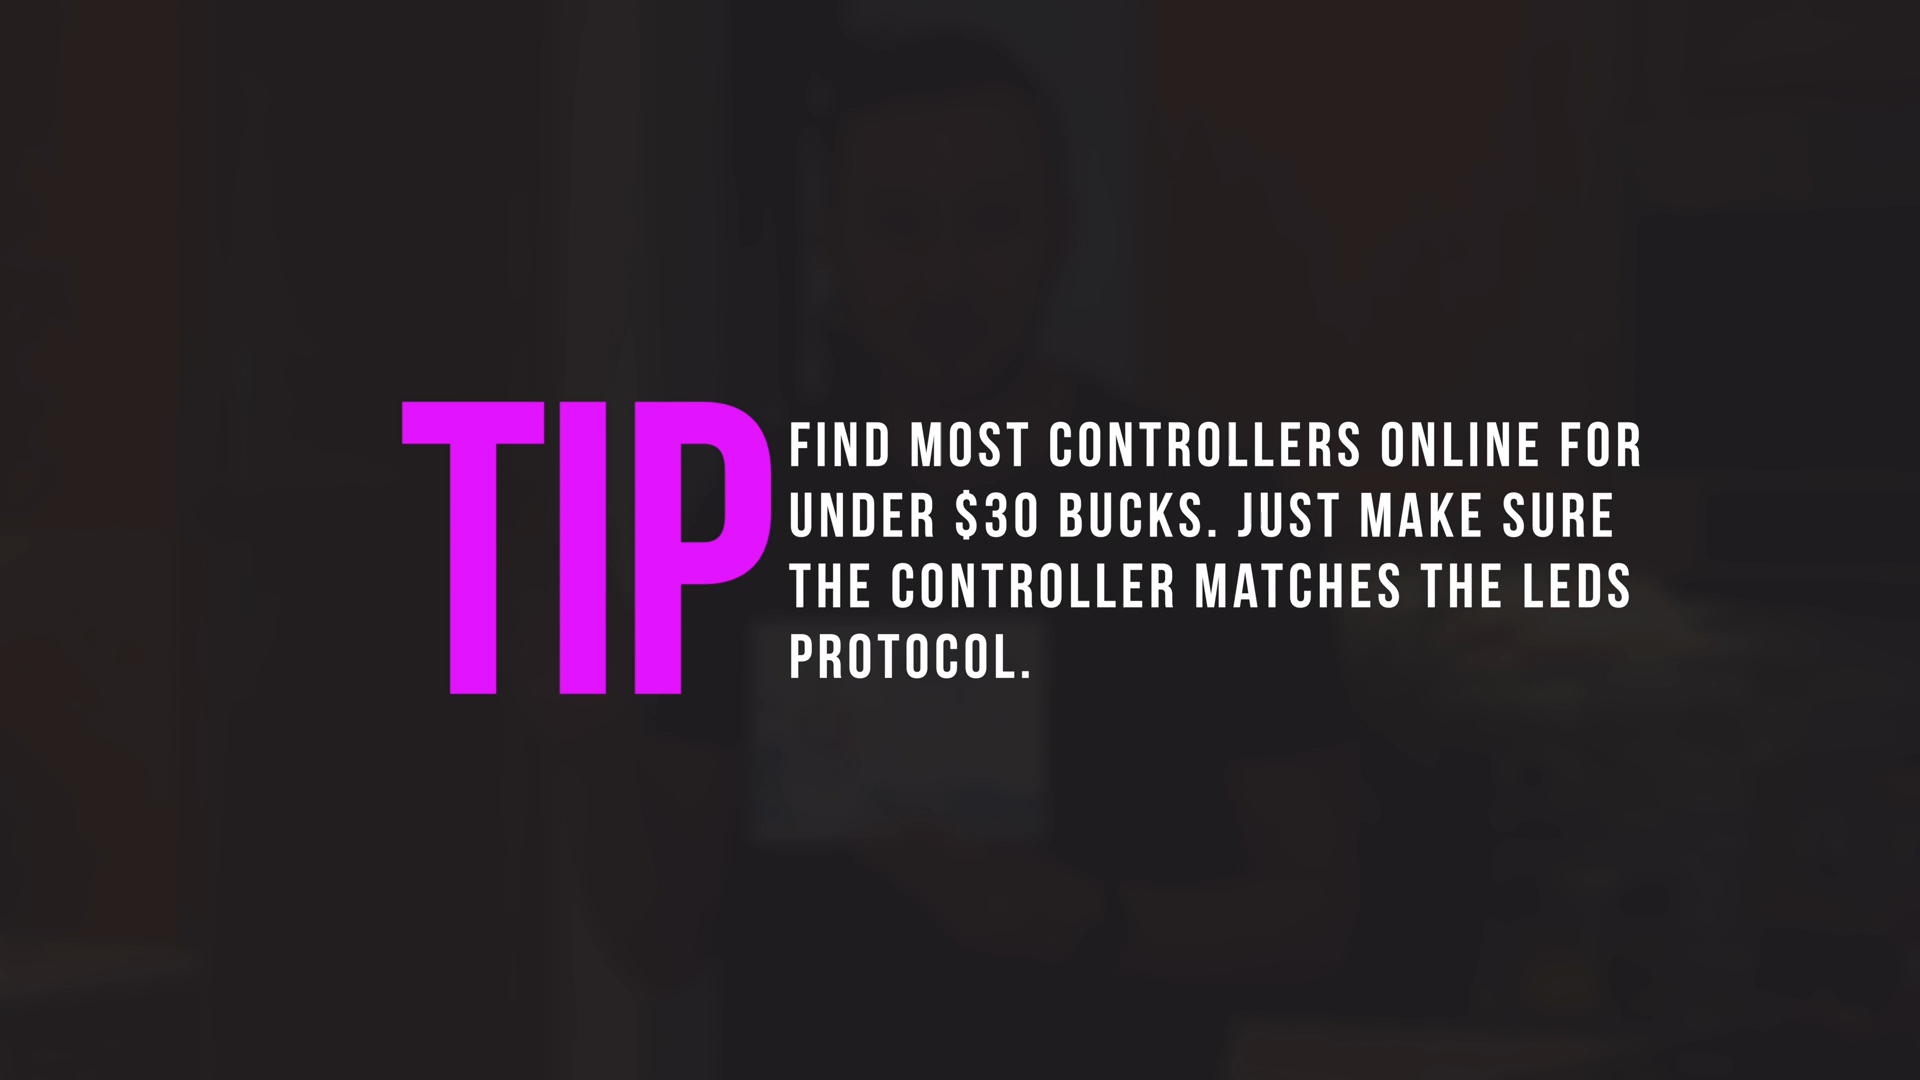 TIP
FIND MOST CONTROLLERS ONLINE FOR
UNDER $30 BUCKS. JUST MAKE SURE
THE CONTROLLER MATCHES THE LEDS
PROTOCOL.